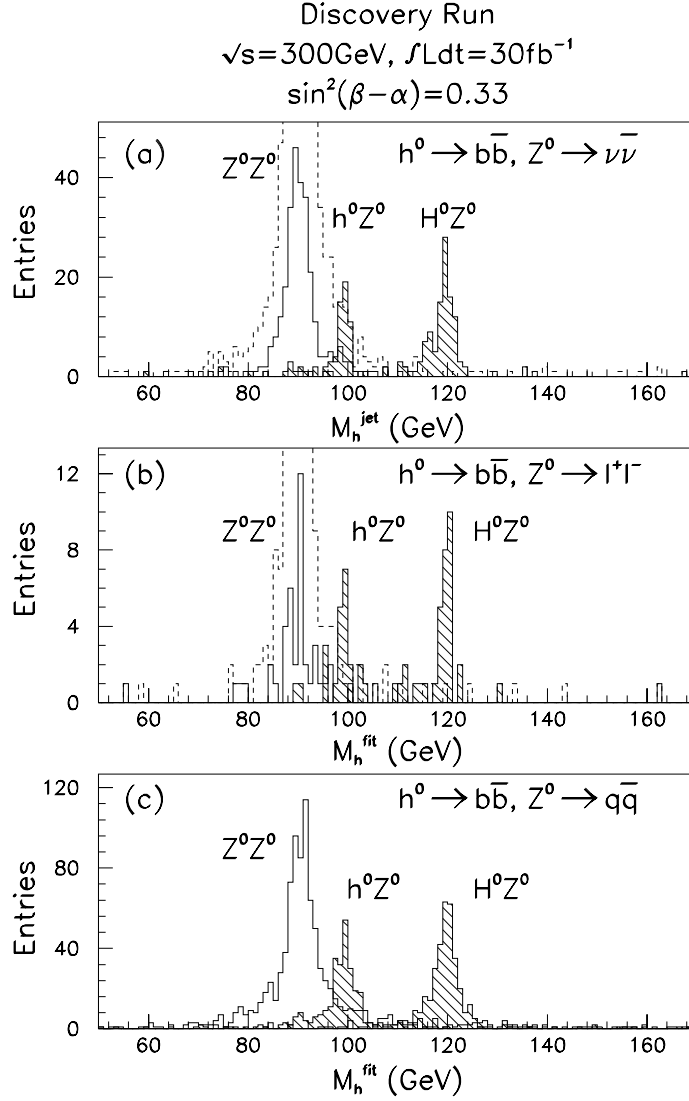 Discovery Run
√s=300GeV, ∫Ldt=30fb⁻¹
sin²(β−α)=0.33
(a)
h⁰ → bb̅, Z⁰ → νν̅
Z⁰Z⁰
h⁰Z⁰
H⁰Z⁰
Entries
40
20
0
60 80 100 120 140 160
M_h^jet (GeV)
(b)
h⁰ → bb̅, Z⁰ → l⁺l⁻
Z⁰Z⁰
h⁰Z⁰
H⁰Z⁰
Entries
12
8
4
0
60 80 100 120 140 160
M_h^fit (GeV)
(c)
h⁰ → bb̅, Z⁰ → qq̅
Z⁰Z⁰
h⁰Z⁰
H⁰Z⁰
Entries
120
80
40
0
60 80 100 120 140 160
M_h^fit (GeV)